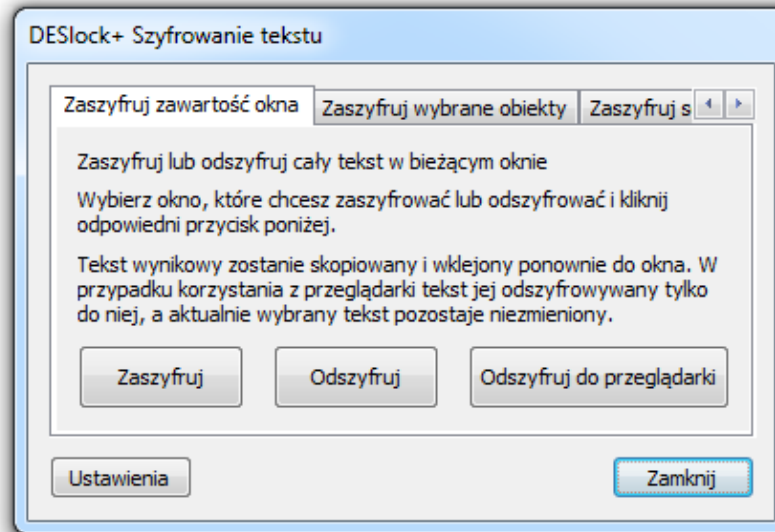 DESlock+ Szyfrowanie tekstu
Zaszyfruj zawartość okna
Zaszyfruj wybrane obiekty
Zaszyfruj s
Zaszyfruj lub odszyfruj cały tekst w bieżącym oknie
Wybierz okno, które chcesz zaszyfrować lub odszyfrować i kliknij
odpowiedni przycisk poniżej.
Tekst wynikowy zostanie skopiowany i wklejony ponownie do okna. W
przypadku korzystania z przeglądarki tekst jej odszyfrowywany tylko
do niej, a aktualnie wybrany tekst pozostaje niezmieniony.
Zaszyfruj
Odszyfruj
Odszyfruj do przeglądarki
Ustawienia
Zamknij